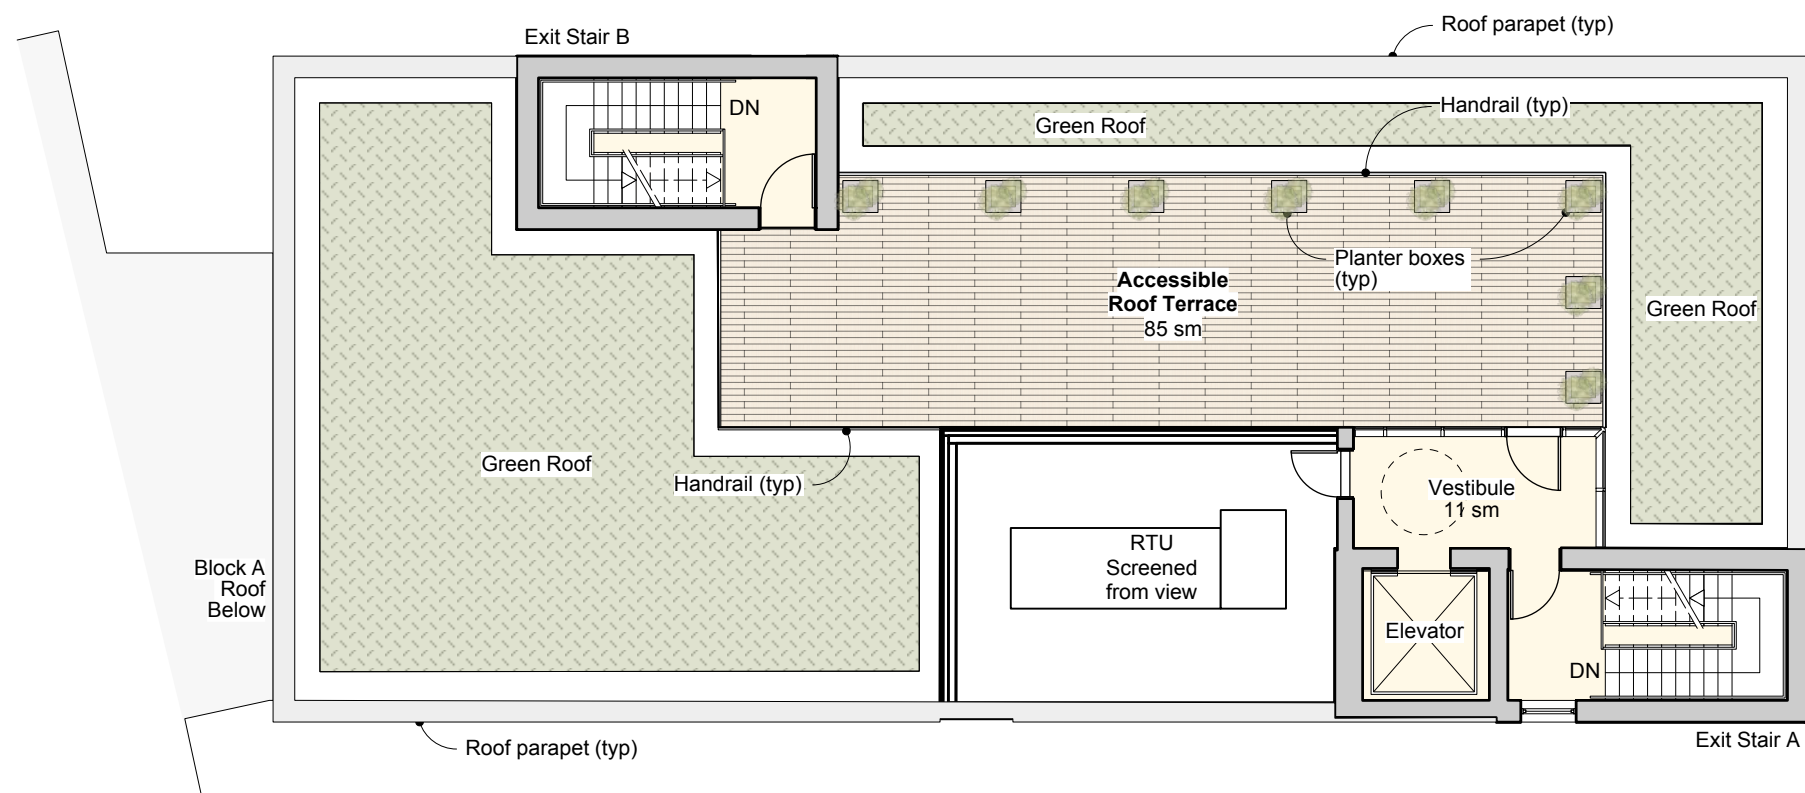 Roof parapet (typ)
Exit Stair B
DN
Handrail (typ)
Green Roof
Planter boxes
(typ)
Accessible
Roof Terrace
85 sm
Green Roof
Green Roof
Handrail (typ)
Vestibule
11 sm
RTU
Screened
from view
Block A
Roof
Below
Elevator
DN
Exit Stair A
Roof parapet (typ)